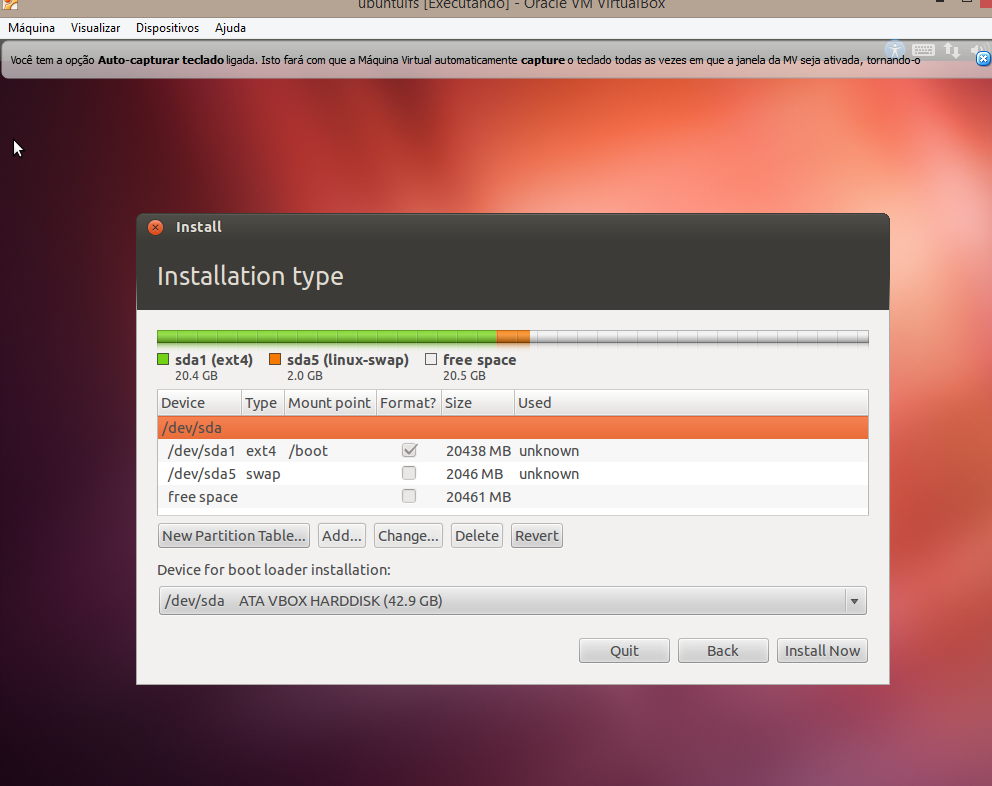 ubuntulfs [Executando] - Oracle VM VirtualBox
Máquina Visualizar Dispositivos Ajuda
Você tem a opção Auto-capturar teclado ligada. Isto fará com que a Máquina Virtual automaticamente capture o teclado todas as vezes em que a janela da MV seja ativada, tornando-o
Install
Installation type
sda1 (ext4) sda5 (linux-swap) free space
20.4 GB 2.0 GB 20.5 GB
Device Type Mount point Format? Size Used
/dev/sda
/dev/sda1 ext4 /boot 20438 MB unknown
/dev/sda5 swap 2046 MB unknown
free space 20461 MB
New Partition Table... Add... Change... Delete Revert
Device for boot loader installation:
/dev/sda ATA VBOX HARDDISK (42.9 GB)
Quit Back Install Now